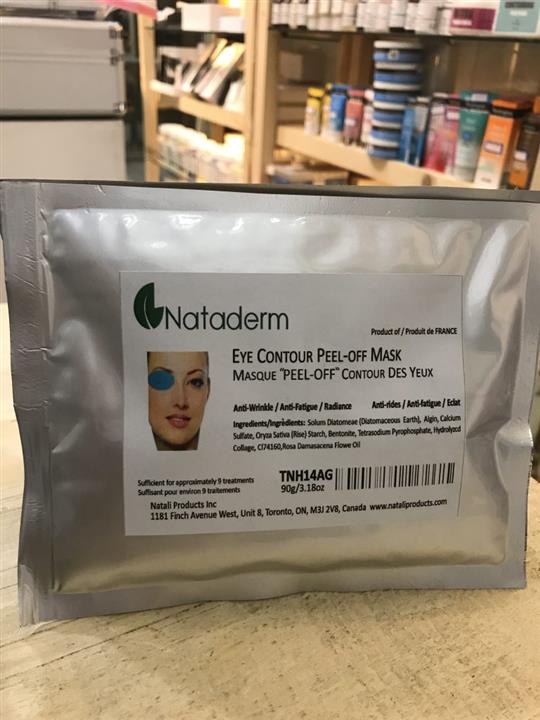 Nataderm
Product of / Produit de FRANCE
EYE CONTOUR PEEL-OFF MASK
MASQUE "PEEL-OFF" CONTOUR DES YEUX
Anti-Wrinkle / Anti-Fatigue / Radiance Anti-rides / Anti-fatigue / Eclat
Ingredients/Ingrèdients: Solum Diatomeae (Diatomaceous Earth), Algin, Calcium
Sulfate, Oryza Sativa (Rise) Starch, Bentonite, Tetrasodium Pyrophosphate, Hydrolyzed
Collage, CI74160,Rosa Damasacena Flowe Oil
Sufficient for approximately 9 treatments
Suffisant pour environ 9 traitements
TNH14AG
90g/3.18oz
Natali Products Inc
1181 Finch Avenue West, Unit 8, Toronto, ON, M3J 2V8, Canada www.nataliproducts.com